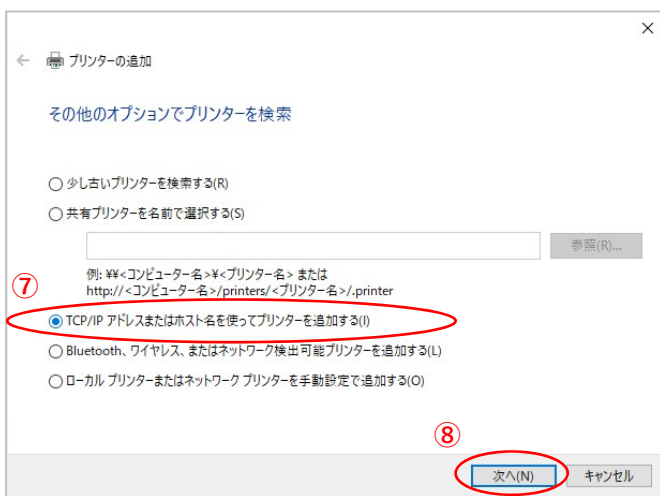 プリンターの追加
その他のオプションでプリンターを検索
少し古いプリンターを検索する(R)
共有プリンターを名前で選択する(S)
参照(R)...
例: ¥¥<コンピューター名>¥<プリンター名> または
http://<コンピューター名>/printers/<プリンター名>/.printer
⑦
TCP/IP アドレスまたはホスト名を使ってプリンターを追加する(I)
Bluetooth、ワイヤレス、またはネットワーク検出可能プリンターを追加する(L)
ローカル プリンターまたはネットワーク プリンターを手動設定で追加する(O)
⑧
次へ(N) キャンセル